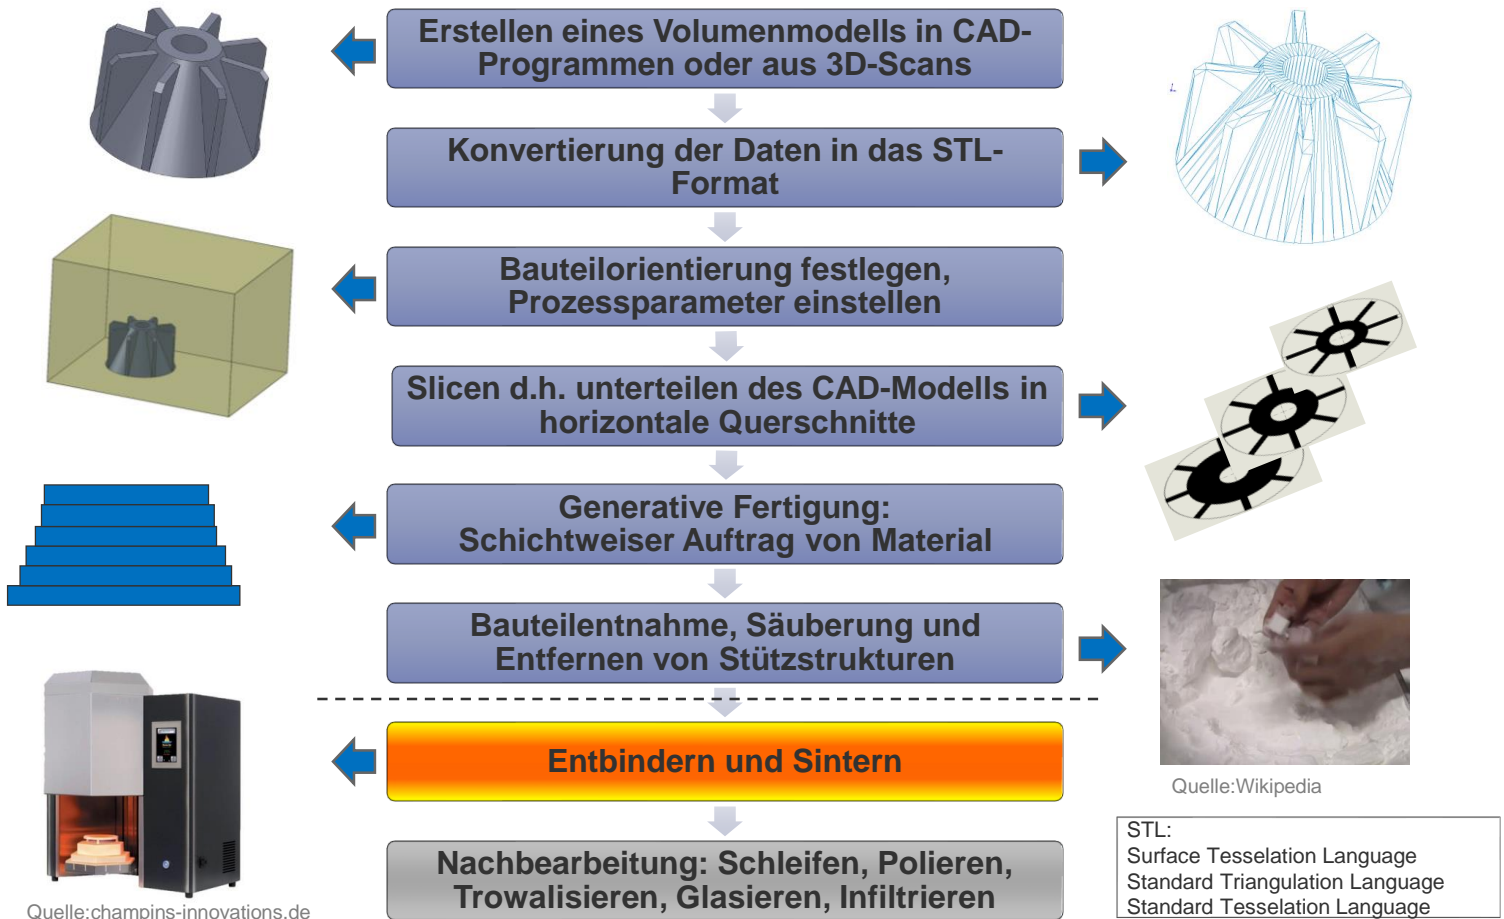 Erstellen eines Volumenmodells in CAD-
Programmen oder aus 3D-Scans
Konvertierung der Daten in das STL-
Format
Bauteilorientierung festlegen,
Prozessparameter einstellen
Slicen d.h. unterteilen des CAD-Modells in
horizontale Querschnitte
Generative Fertigung:
Schichtweiser Auftrag von Material
Bauteilentnahme, Säuberung und
Entfernen von Stützstrukturen
Entbindern und Sintern
Quelle:Wikipedia
Nachbearbeitung: Schleifen, Polieren,
Trowalisieren, Glasieren, Infiltrieren
Quelle:champins-innovations.de
STL:
Surface Tesselation Language
Standard Triangulation Language
Standard Tesselation Language